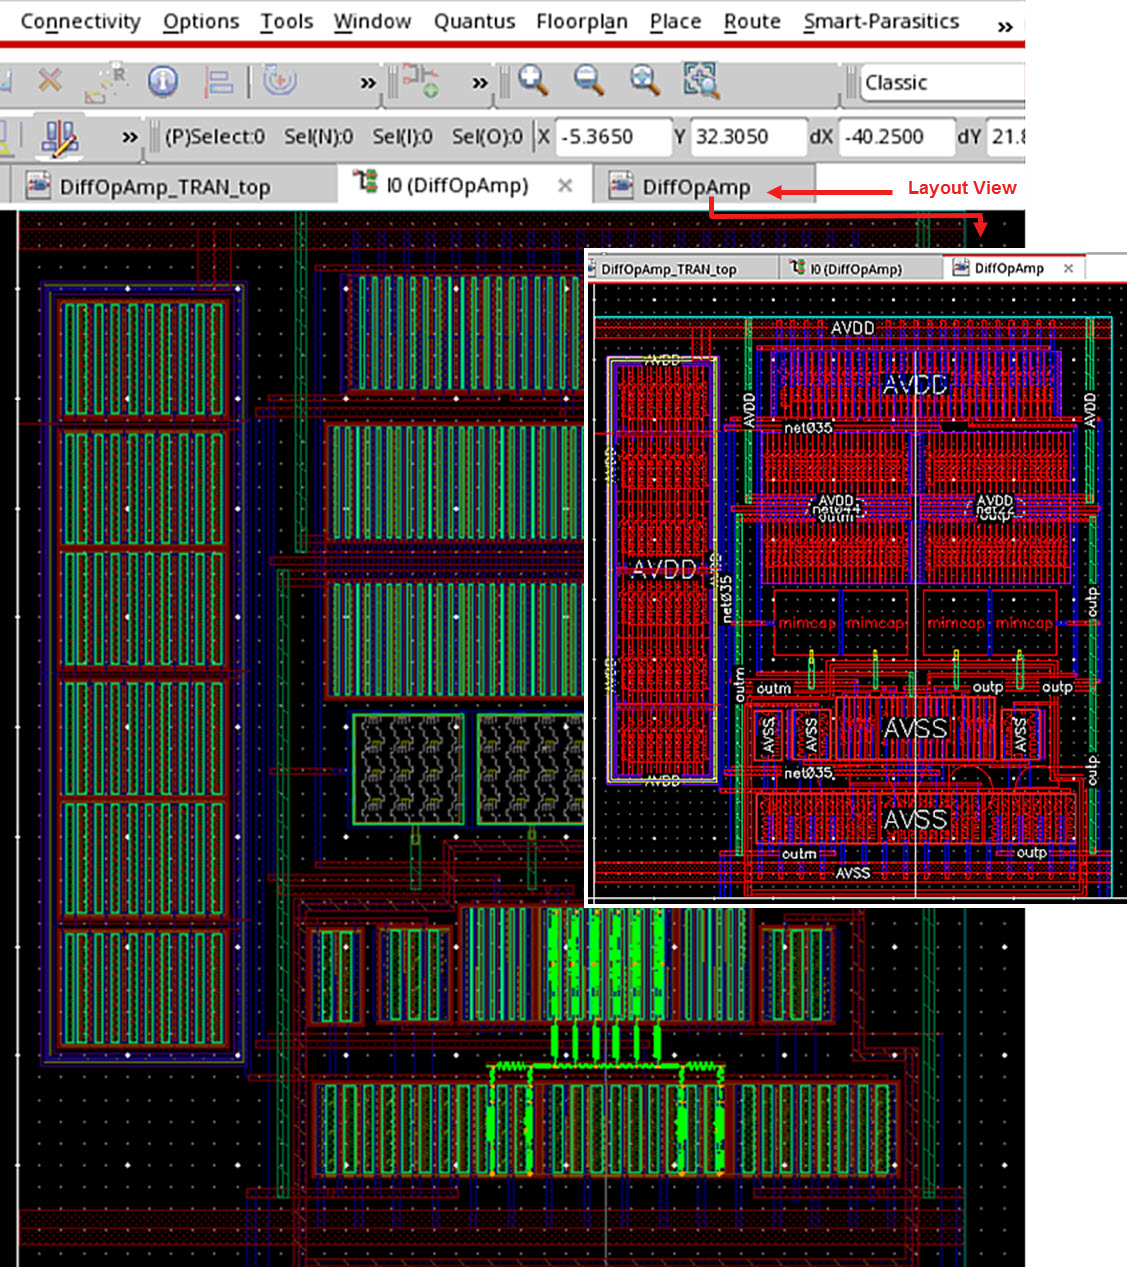 Connectivity Options Tools Window Quantus Floorplan Place Route Smart-Parasitics »
R i » » Classic
» (P)Select:0 Sel(N):0 Sel(I):0 Sel(O):0 X -5.3650 Y 32.3050 dX -40.2500 dY 21.8
DiffOpAmp_TRAN_top I0 (DiffOpAmp) × DiffOpAmp Layout View
DiffOpAmp_TRAN_top I0 (DiffOpAmp) DiffOpAmp ×
AVDD
AVDD
AVDD
AVDD
AVDD
net035
AVDD
AVDD AVDD
net044 net22
outm outp
AVDD
AVDD
net035
outp
mimcap mimcap mimcap mimcap
AVDD
outm
outm outp outp
AVSS AVSS AVSS AVSS
net035
outp
AVDD
AVSS
outm outp
AVSS